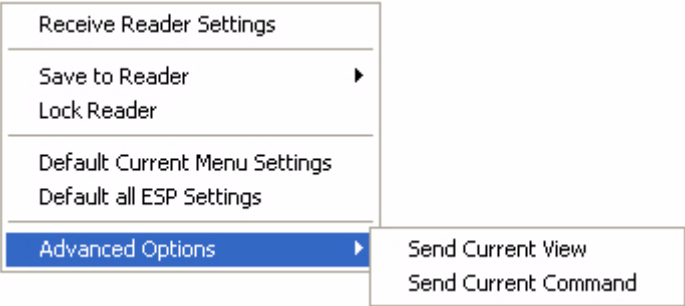 Receive Reader Settings
Save to Reader
Lock Reader
Default Current Menu Settings
Default all ESP Settings
Advanced Options
Send Current View
Send Current Command